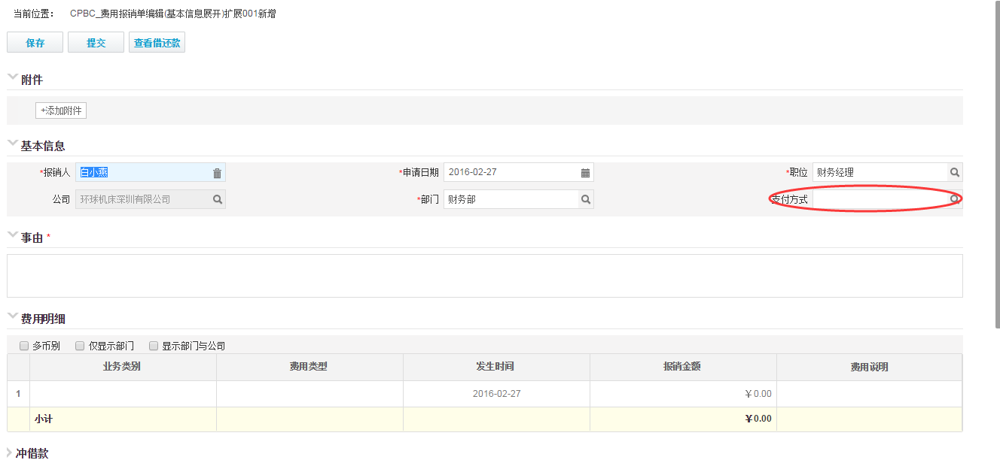 当前位置： CPBC_费用报销单编辑(基本信息展开)扩展001新增
保存 提交 查看借还款
附件
+添加附件
基本信息
*报销人 白小燕 *申请日期 2016-02-27 *职位 财务经理
公司 环球机床深圳有限公司 *部门 财务部 支付方式
事由 *
费用明细
多币别 仅显示部门 显示部门与公司
业务类别 费用类型 发生时间 报销金额 费用说明
1 2016-02-27 ￥0.00
小计 ￥0.00
冲借款